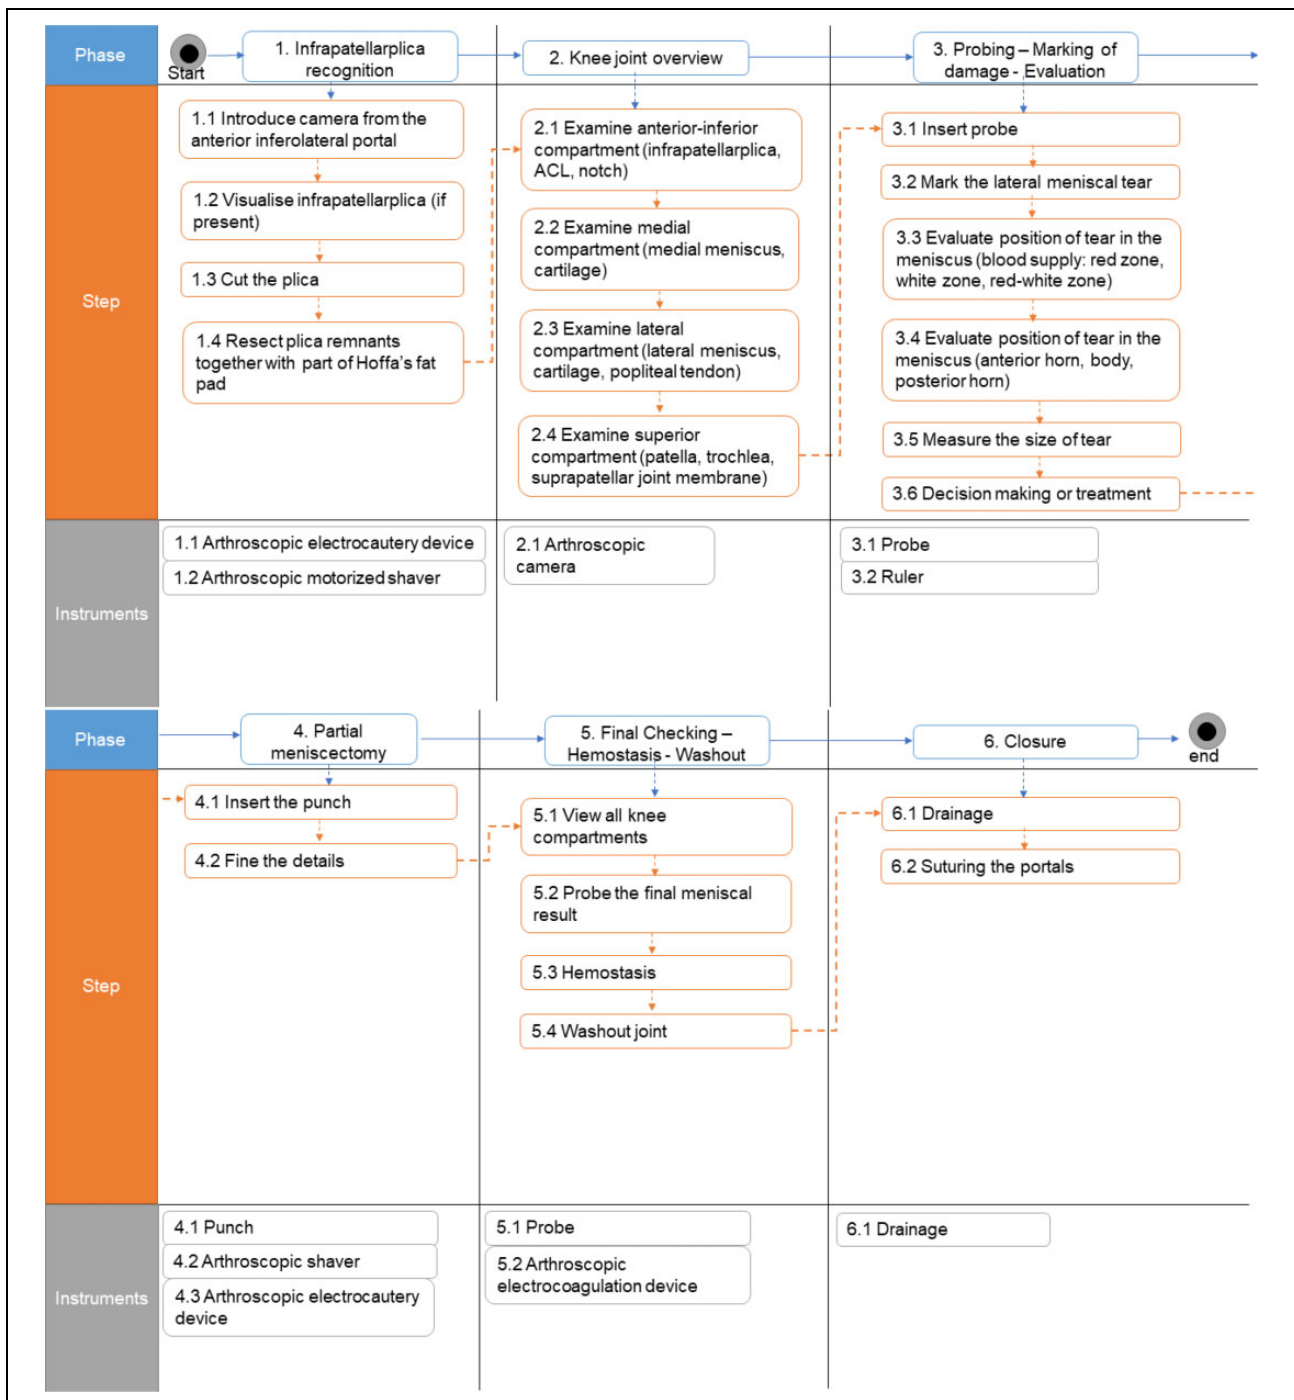 Phase
Start
1. Infrapatellarplica
recognition
2. Knee joint overview
3. Probing – Marking of
damage - Evaluation
Step
1.1 Introduce camera from the
anterior inferolateral portal
1.2 Visualise infrapatellarplica (if
present)
1.3 Cut the plica
1.4 Resect plica remnants
together with part of Hoffa's fat
pad
2.1 Examine anterior-inferior
compartment (infrapatellarplica,
ACL, notch)
2.2 Examine medial
compartment (medial meniscus,
cartilage)
2.3 Examine lateral
compartment (lateral meniscus,
cartilage, popliteal tendon)
2.4 Examine superior
compartment (patella, trochlea,
suprapatellar joint membrane)
3.1 Insert probe
3.2 Mark the lateral meniscal tear
3.3 Evaluate position of tear in the
meniscus (blood supply: red zone,
white zone, red-white zone)
3.4 Evaluate position of tear in the
meniscus (anterior horn, body,
posterior horn)
3.5 Measure the size of tear
3.6 Decision making or treatment
Instruments
1.1 Arthroscopic electrocautery device
1.2 Arthroscopic motorized shaver
2.1 Arthroscopic
camera
3.1 Probe
3.2 Ruler
Phase
4. Partial
meniscectomy
5. Final Checking –
Hemostasis - Washout
6. Closure
end
Step
4.1 Insert the punch
4.2 Fine the details
5.1 View all knee
compartments
5.2 Probe the final meniscal
result
5.3 Hemostasis
5.4 Washout joint
6.1 Drainage
6.2 Suturing the portals
Instruments
4.1 Punch
4.2 Arthroscopic shaver
4.3 Arthroscopic electrocautery
device
5.1 Probe
5.2 Arthroscopic
electrocoagulation device
6.1 Drainage